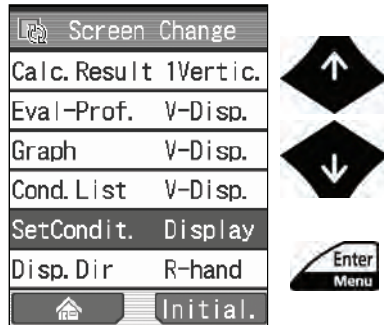 Screen Change
Calc.Result 1Vertic.
Eval-Prof. V-Disp.
Graph V-Disp.
Cond.List V-Disp.
SetCondit. Display
Disp.Dir R-hand
Initial.
Enter
Menu